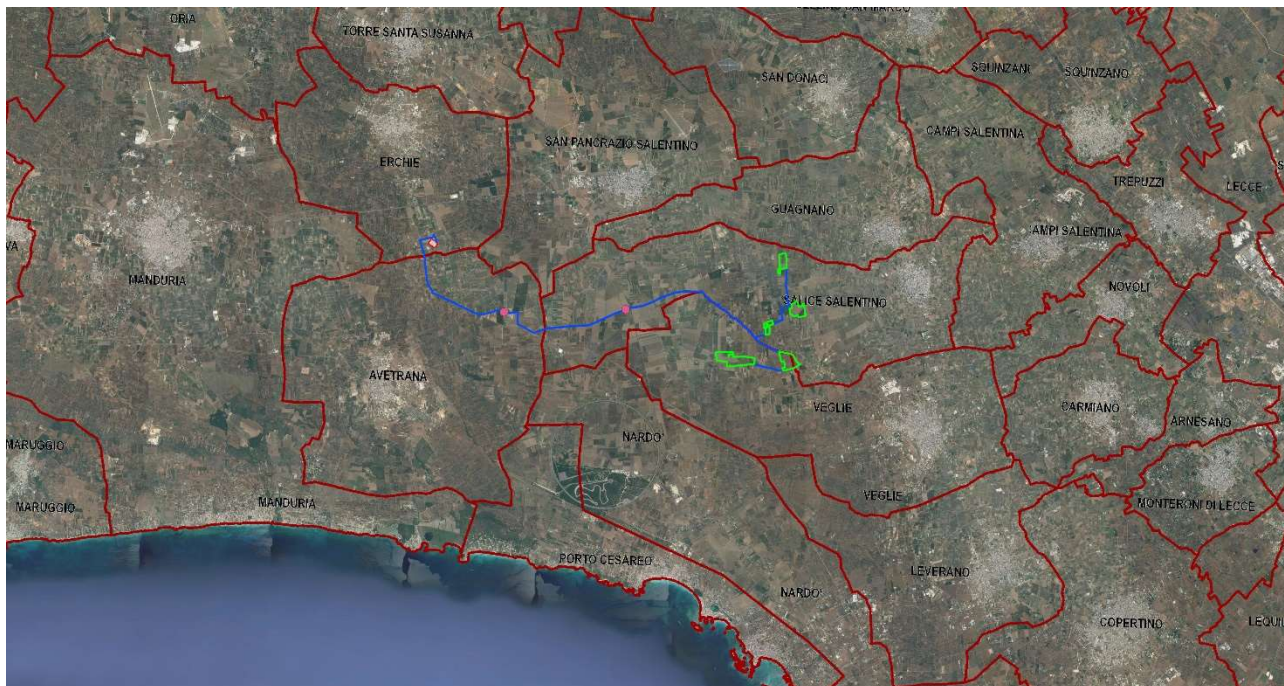 ORIA
TORRE SANTA SUSANNA
SAN DONACI
SQUINZANI
SQUINZANO
CAMPI SALENTINA
SAN PANCRAZIO SALENTINO
ERCHIE
TREPUZZI
LECCE
GUAGNANO
AMPI SALENTINA
VA
MANDURIA
NOVOLI
SALICE SALENTINO
AVETRANA
VEGLIE
CARMIANO
ARNESANO
NARDO'
MARUGGIO
VEGLIE
MONTERONI DI LECCE
MANDURIA
MARUGGIO
PORTO CESAREO
LEVERANO
NARDO'
COPERTINO
LEQUIL